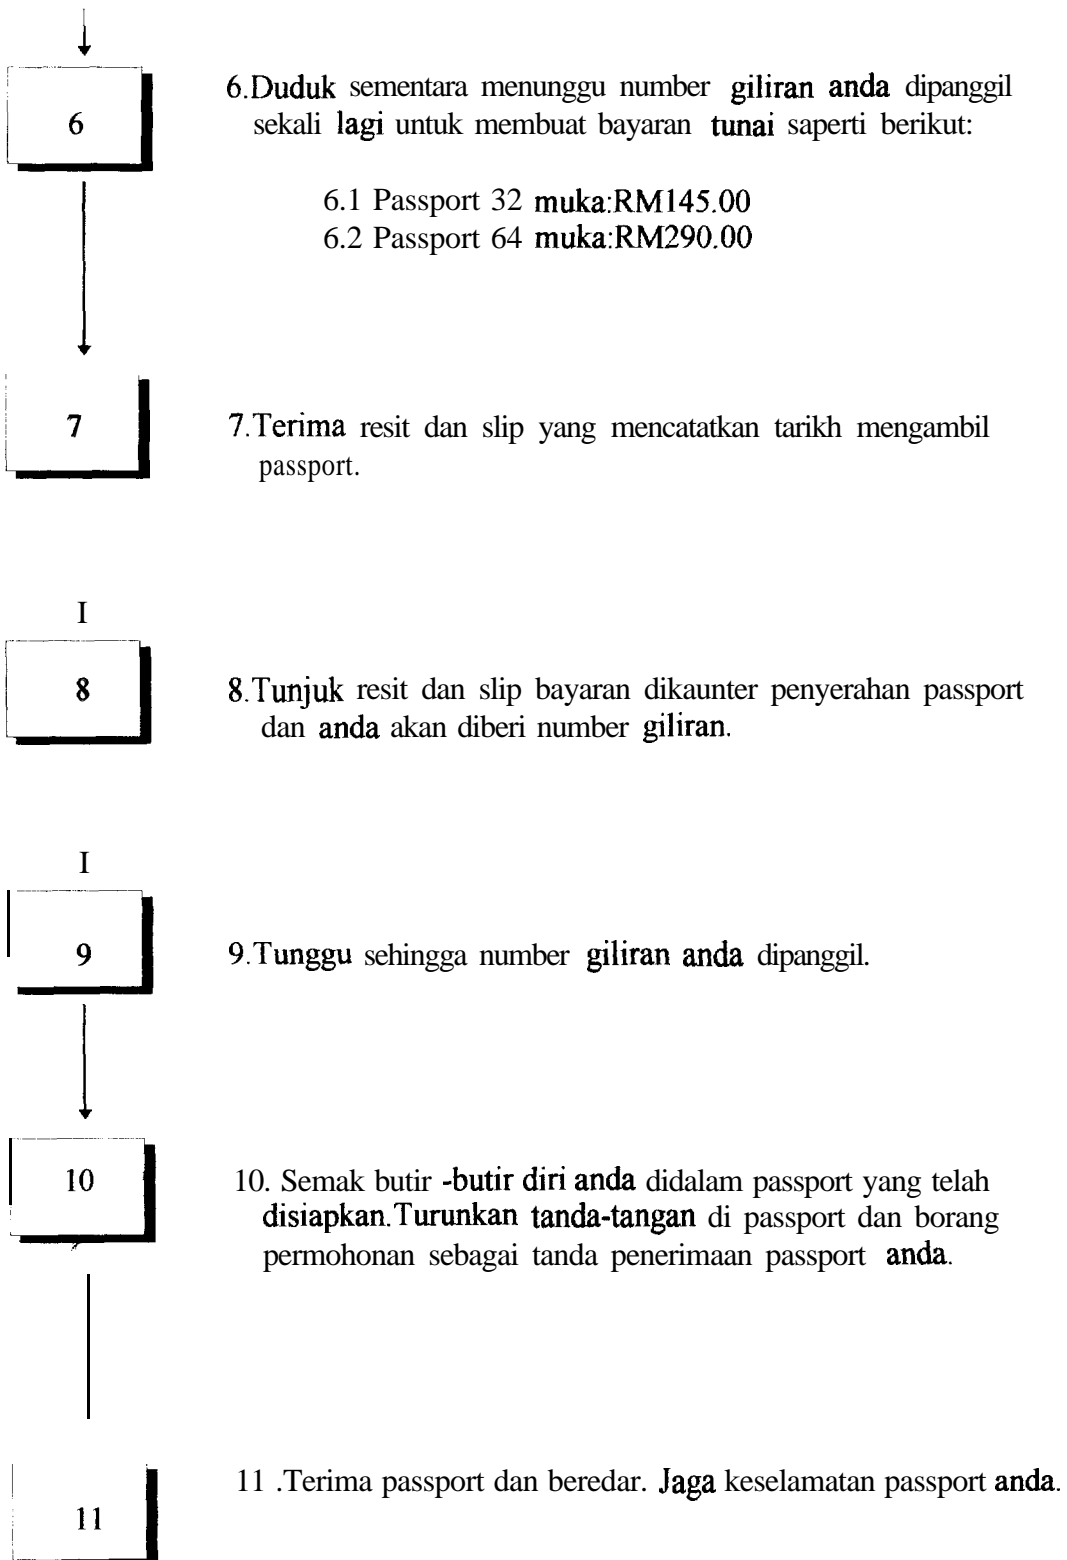 6
6.Duduk sementara menunggu number giliran anda dipanggil
sekali lagi untuk membuat bayaran tunai saperti berikut:
6.1 Passport 32 muka:RM145.00
6.2 Passport 64 muka:RM290.00
7
7.Terima resit dan slip yang mencatatkan tarikh mengambil
passport.
I
8
8.Tunjuk resit dan slip bayaran dikaunter penyerahan passport
dan anda akan diberi number giliran.
I
9
9.Tunggu sehingga number giliran anda dipanggil.
10
10. Semak butir -butir diri anda didalam passport yang telah
disiapkan.Turunkan tanda-tangan di passport dan borang
permohonan sebagai tanda penerimaan passport anda.
11
11 .Terima passport dan beredar. Jaga keselamatan passport anda.